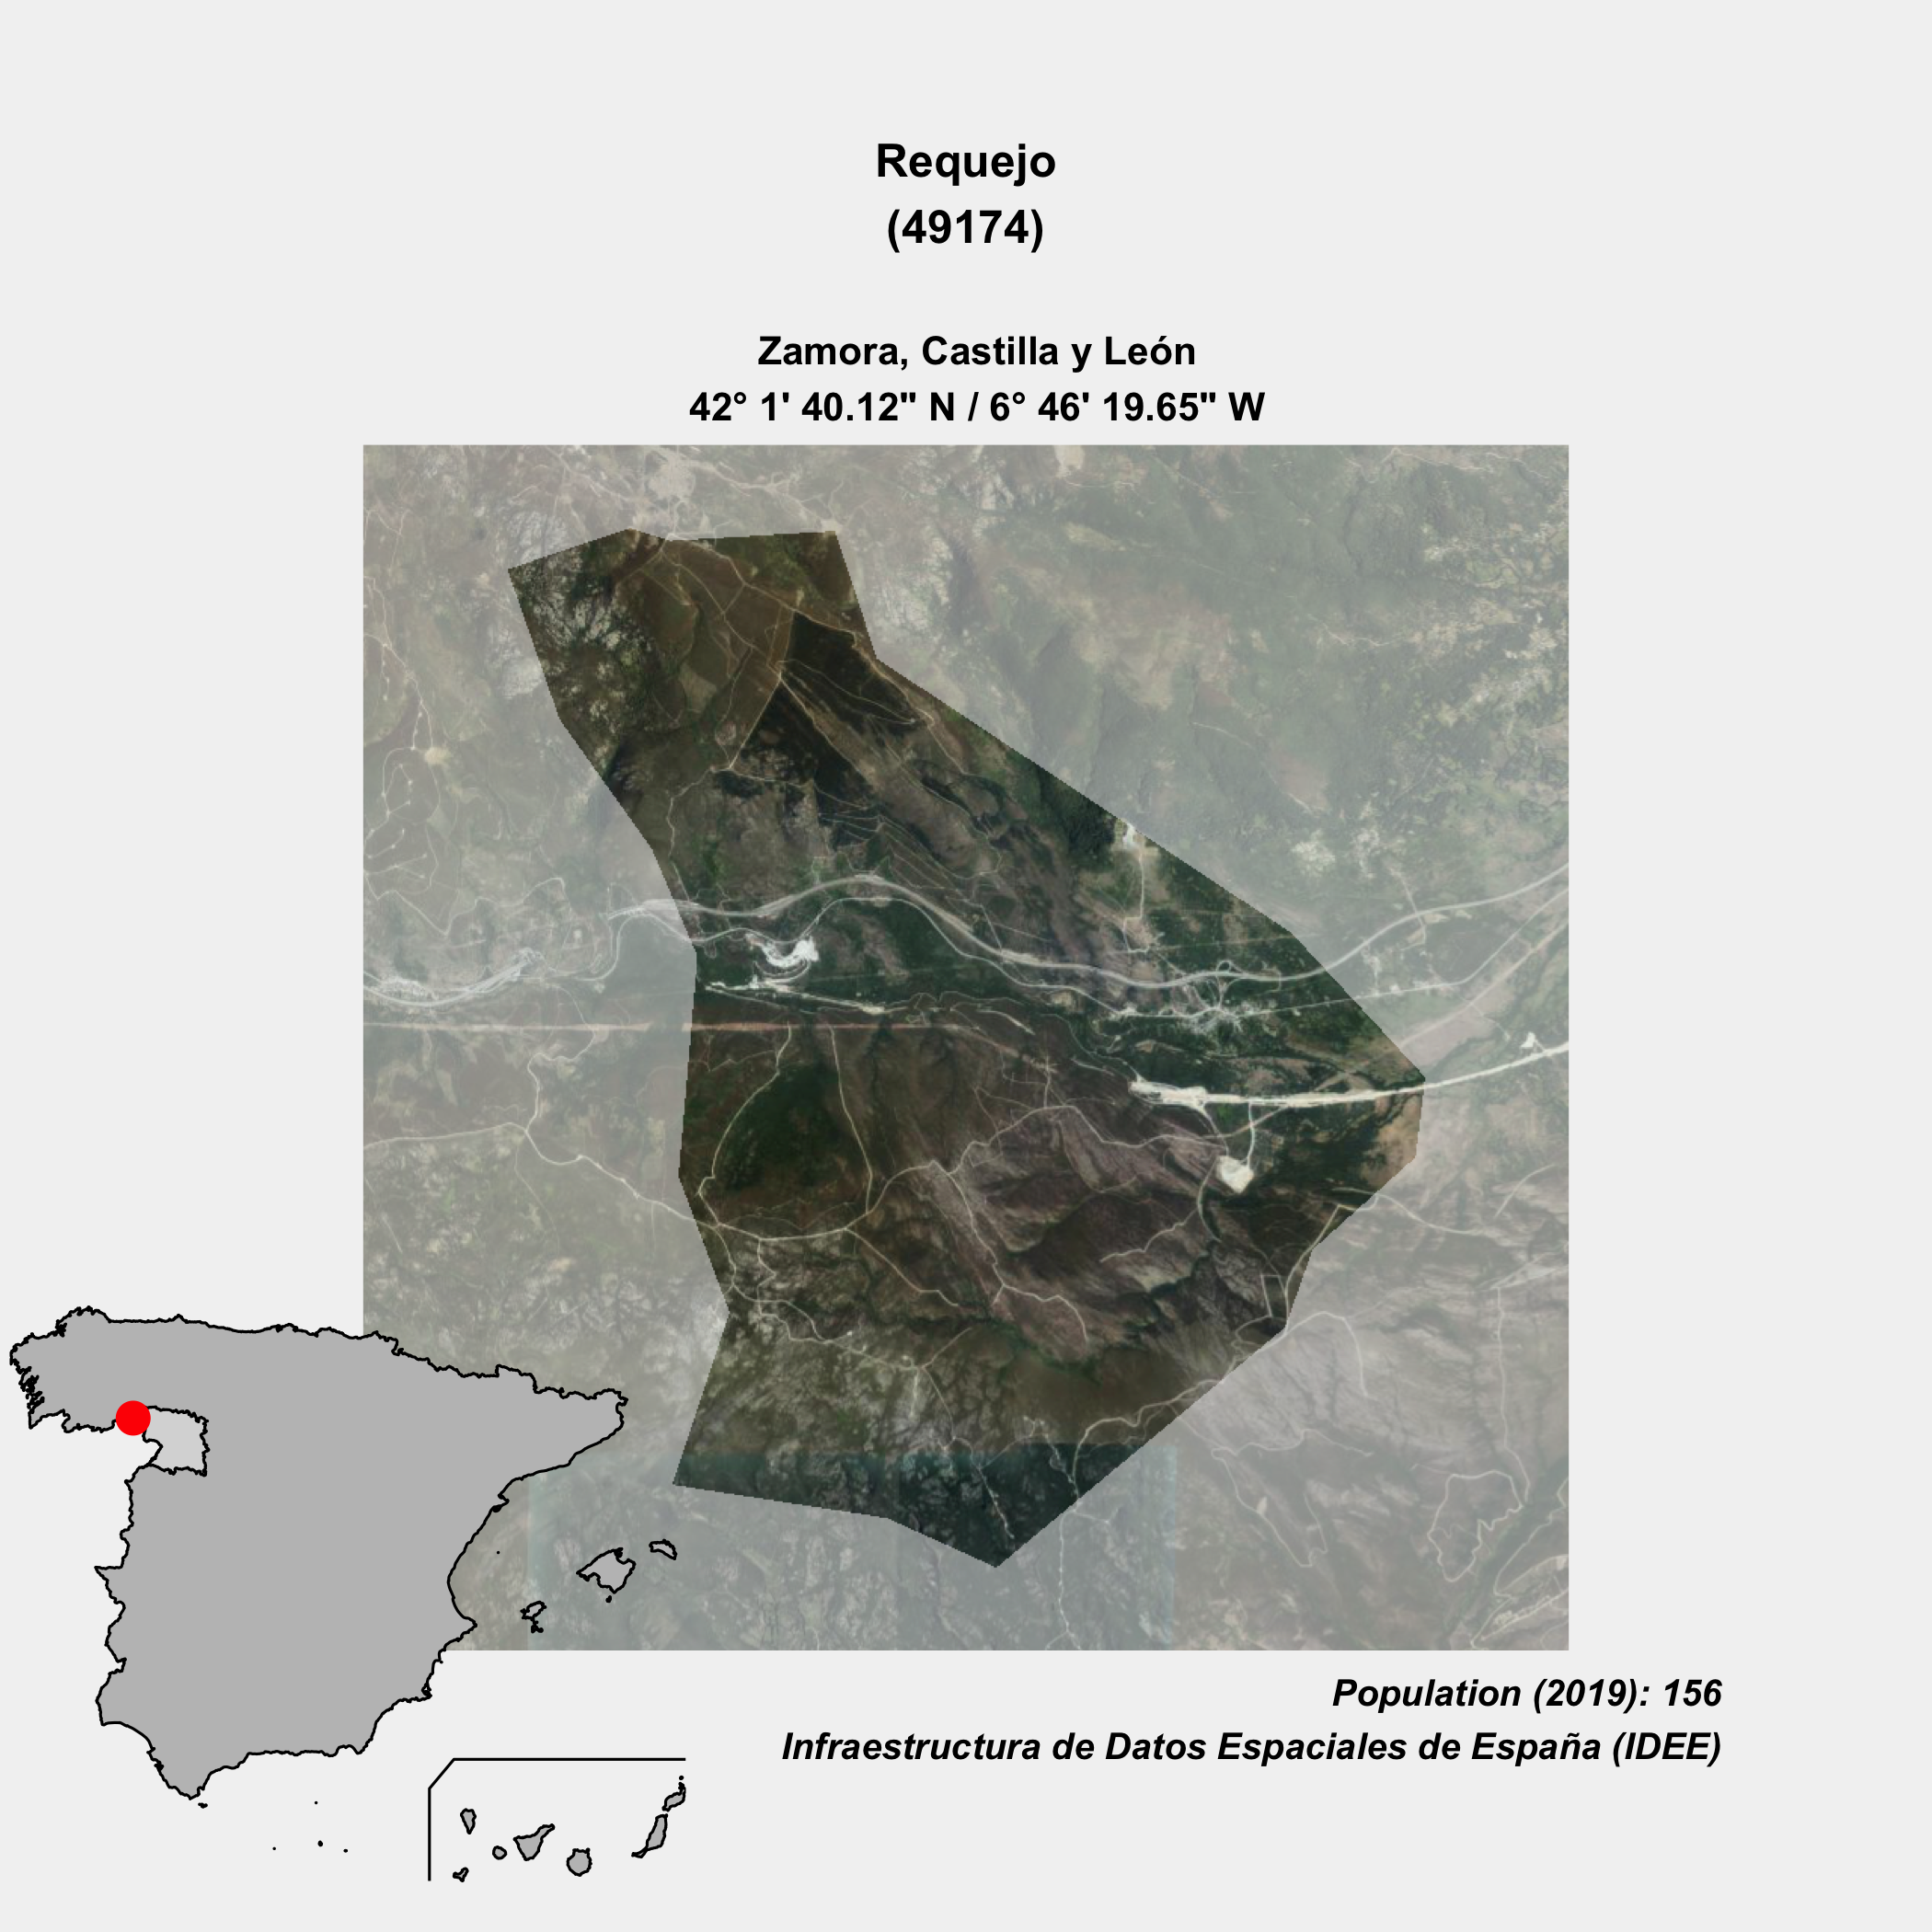 Requejo
(49174)
Zamora, Castilla y León
42° 1' 40.12" N / 6° 46' 19.65" W
Population (2019): 156
Infraestructura de Datos Espaciales de España (IDEE)